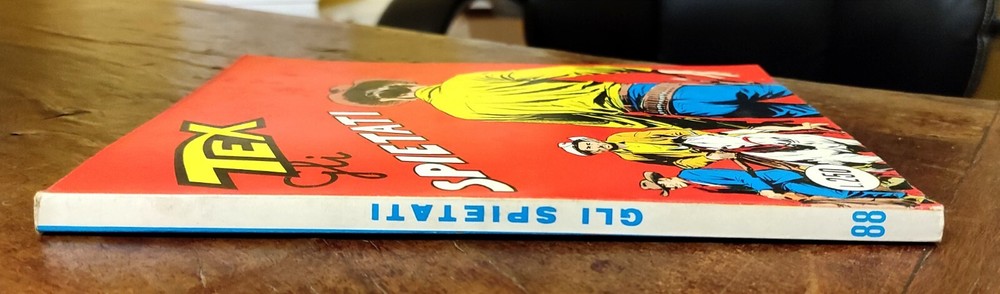 TEX
Gli
SPIETATI
GLI SPIETATI
88